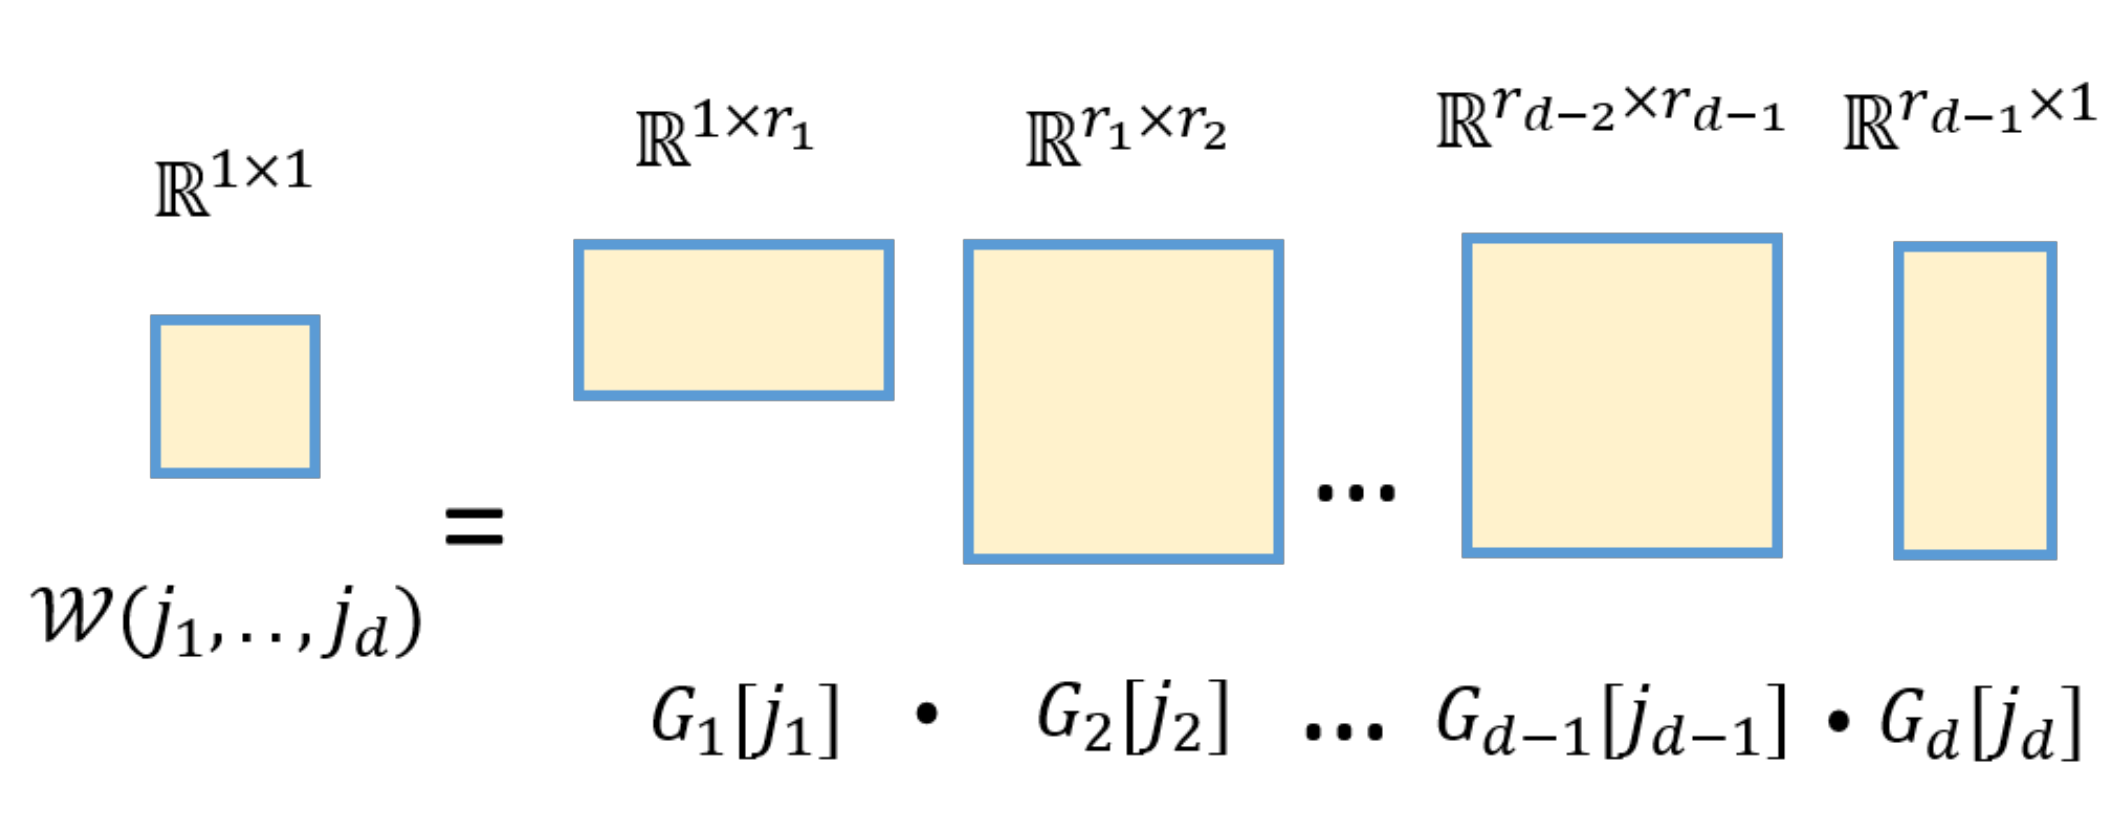 ℝ^{1×1} ℝ^{1×r_1} ℝ^{r_1×r_2} ℝ^{r_{d−2}×r_{d−1}} ℝ^{r_{d−1}×1}
= ...
𝒲(j_1,..,j_d)
G_1[j_1] • G_2[j_2] ... G_{d−1}[j_{d−1}] • G_d[j_d]